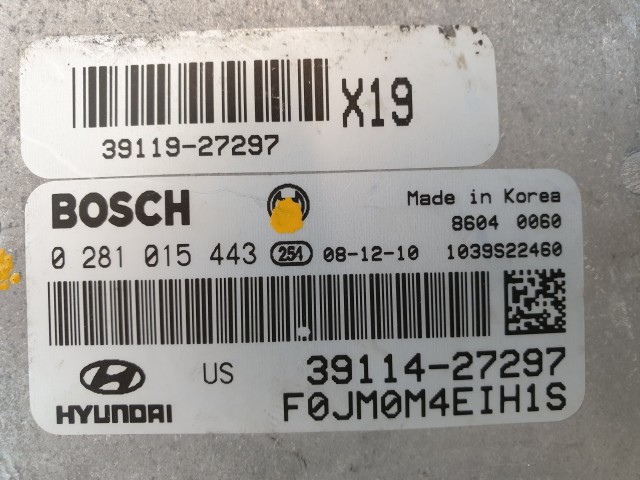 X19
39119-27297
BOSCH
Made in Korea
8604 0060
0 281 015 443 254 08-12-10 1039S22460
US 39114-27297
HYUNDAI F0JM0M4EIH1S